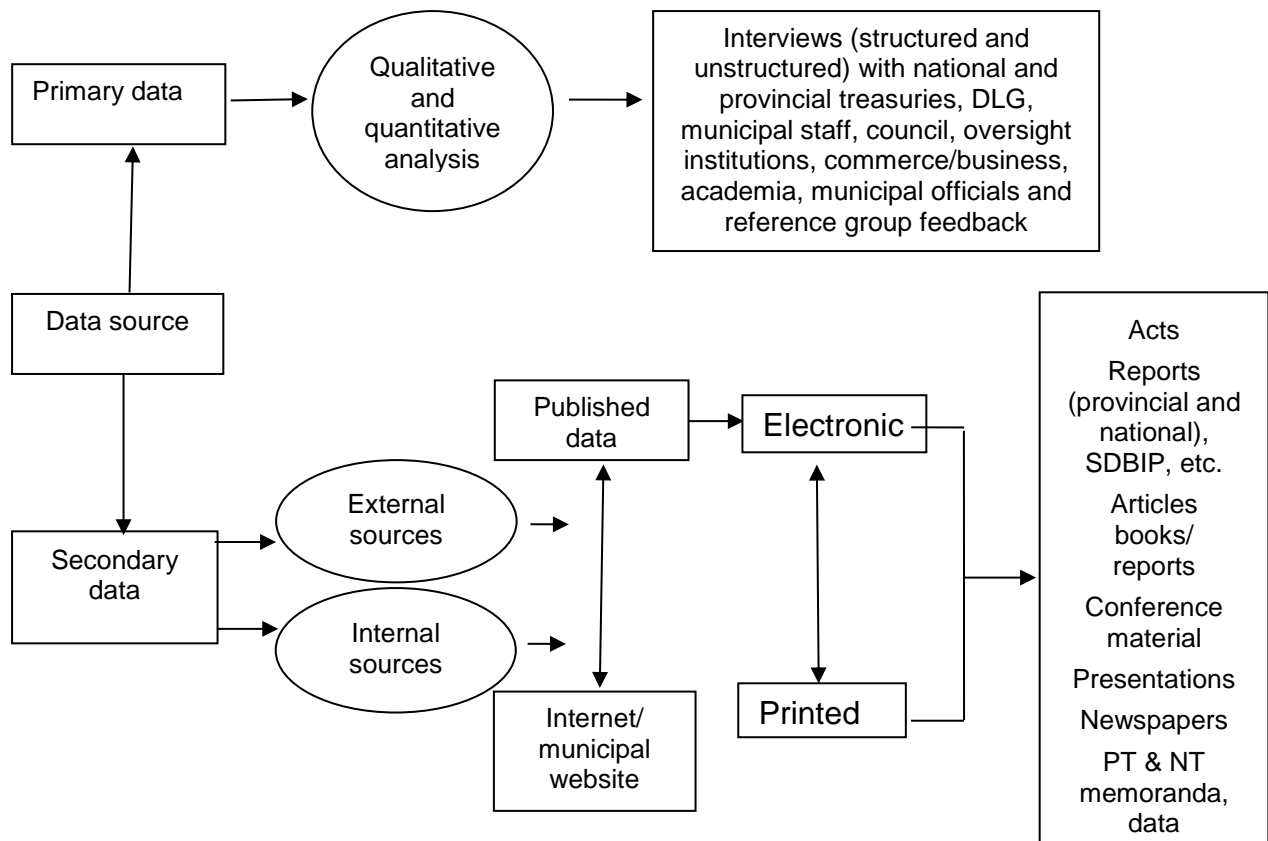 Primary data
Qualitative
and
quantitative
analysis
Interviews (structured and
unstructured) with national and
provincial treasuries, DLG,
municipal staff, council, oversight
institutions, commerce/business,
academia, municipal officials and
reference group feedback
Data source
Secondary
data
External
sources
Internal
sources
Published
data
Internet/
municipal
website
Electronic
Printed
Acts
Reports
(provincial and
national),
SDBIP, etc.
Articles
books/
reports
Conference
material
Presentations
Newspapers
PT & NT
memoranda,
data